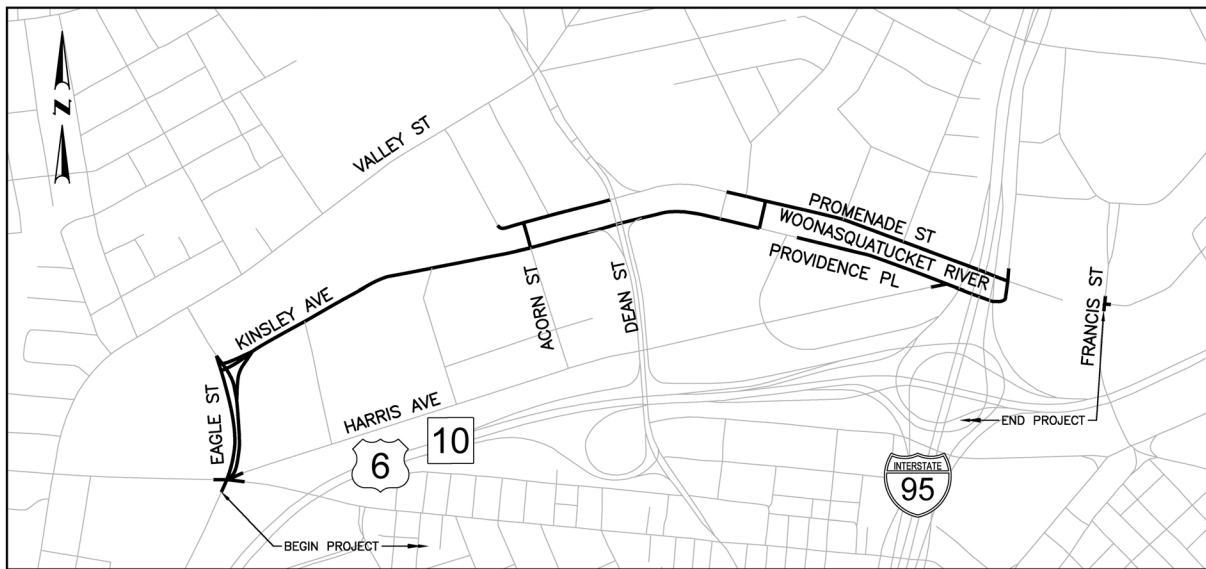 N
VALLEY ST
PROMENADE ST
WOONASQUATUCKET RIVER
PROVIDENCE PL
KINSLEY AVE
ACORN ST
DEAN ST
FRANCIS ST
EAGLE ST
HARRIS AVE
10
6
INTERSTATE
95
END PROJECT
BEGIN PROJECT